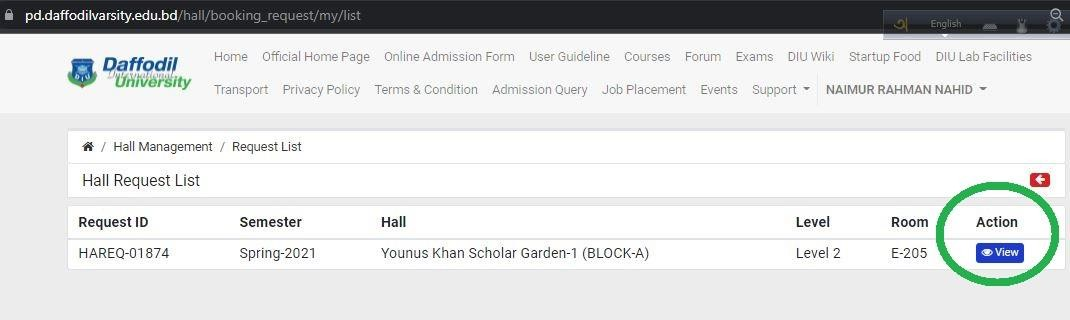 pd.daffodilvarsity.edu.bd/hall/booking_request/my/list
অ English
Daffodil International University
DIU
Home Official Home Page Online Admission Form User Guideline Courses Forum Exams DIU Wiki Startup Food DIU Lab Facilities
Transport Privacy Policy Terms & Condition Admission Query Job Placement Events Support NAIMUR RAHMAN NAHID
/ Hall Management / Request List
Hall Request List
Request ID Semester Hall Level Room Action
HAREQ-01874 Spring-2021 Younus Khan Scholar Garden-1 (BLOCK-A) Level 2 E-205 View